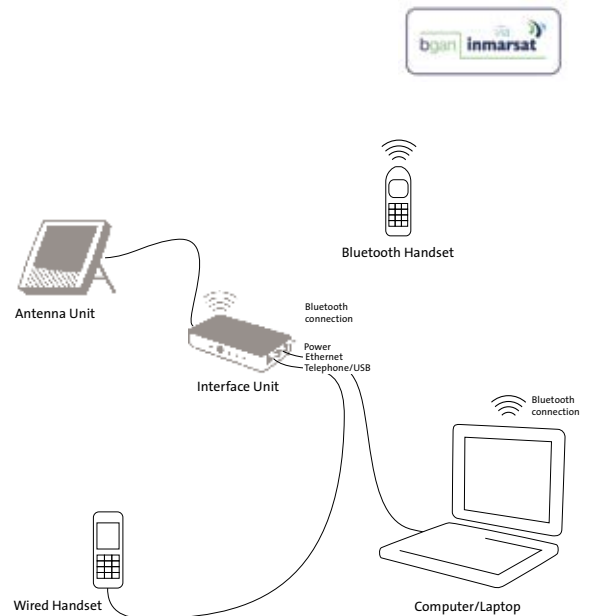 via
bgan inmarsat
Bluetooth Handset
Antenna Unit
Bluetooth
connection
Power
Ethernet
Telephone/USB
Interface Unit
Bluetooth
connection
Wired Handset
Computer/Laptop